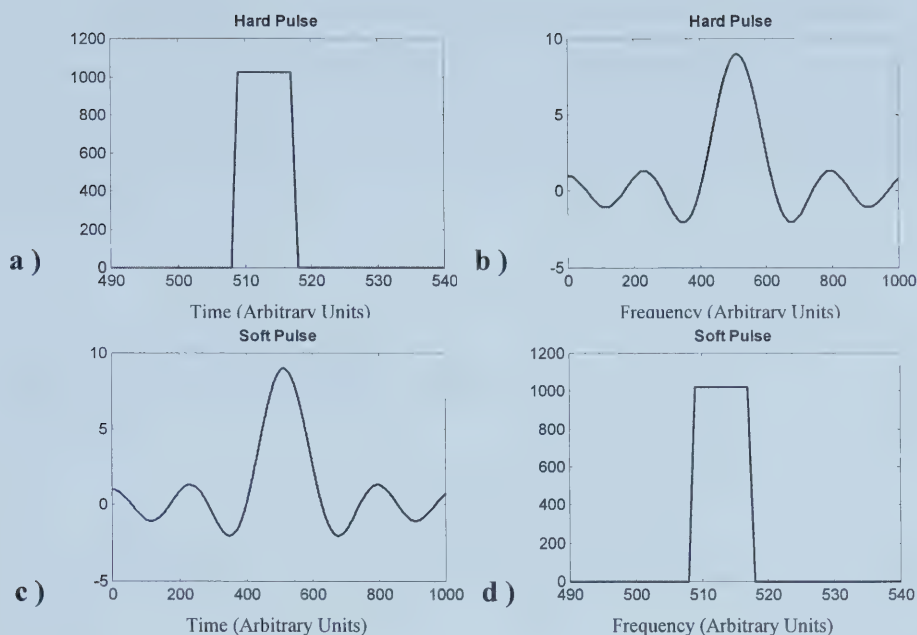 Hard Pulse
1200
1000
800
600
400
200
0
490 500 510 520 530 540
a )
Time (Arbitrary Units)
Hard Pulse
10
5
0
-5
0 200 400 600 800 1000
b )
Frequency (Arbitrary Units)
Soft Pulse
10
5
0
-5
0 200 400 600 800 1000
c )
Time (Arbitrary Units)
Soft Pulse
1200
1000
800
600
400
200
0
490 500 510 520 530 540
d )
Frequency (Arbitrary Units)